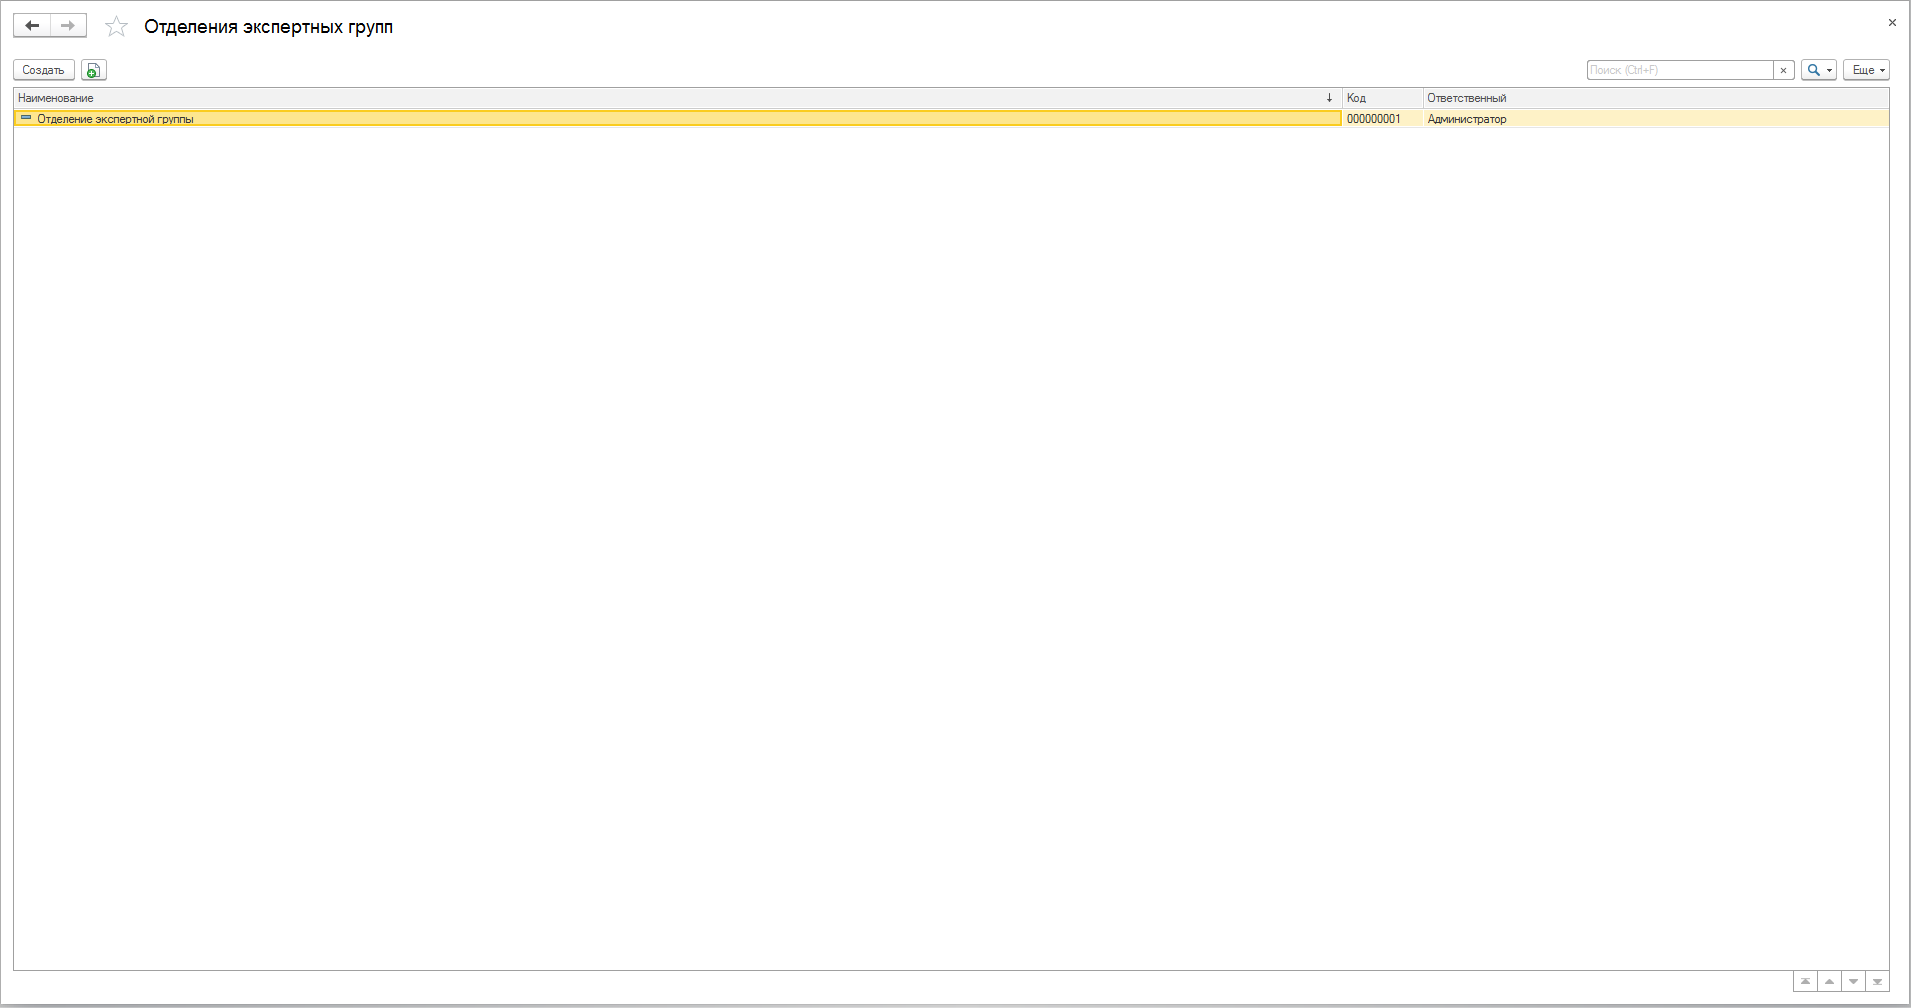 Отделения экспертных групп
Создать
Поиск (Ctrl+F)
Еще
Наименование Код Ответственный
Отделение экспертной группы 000000001 Администратор